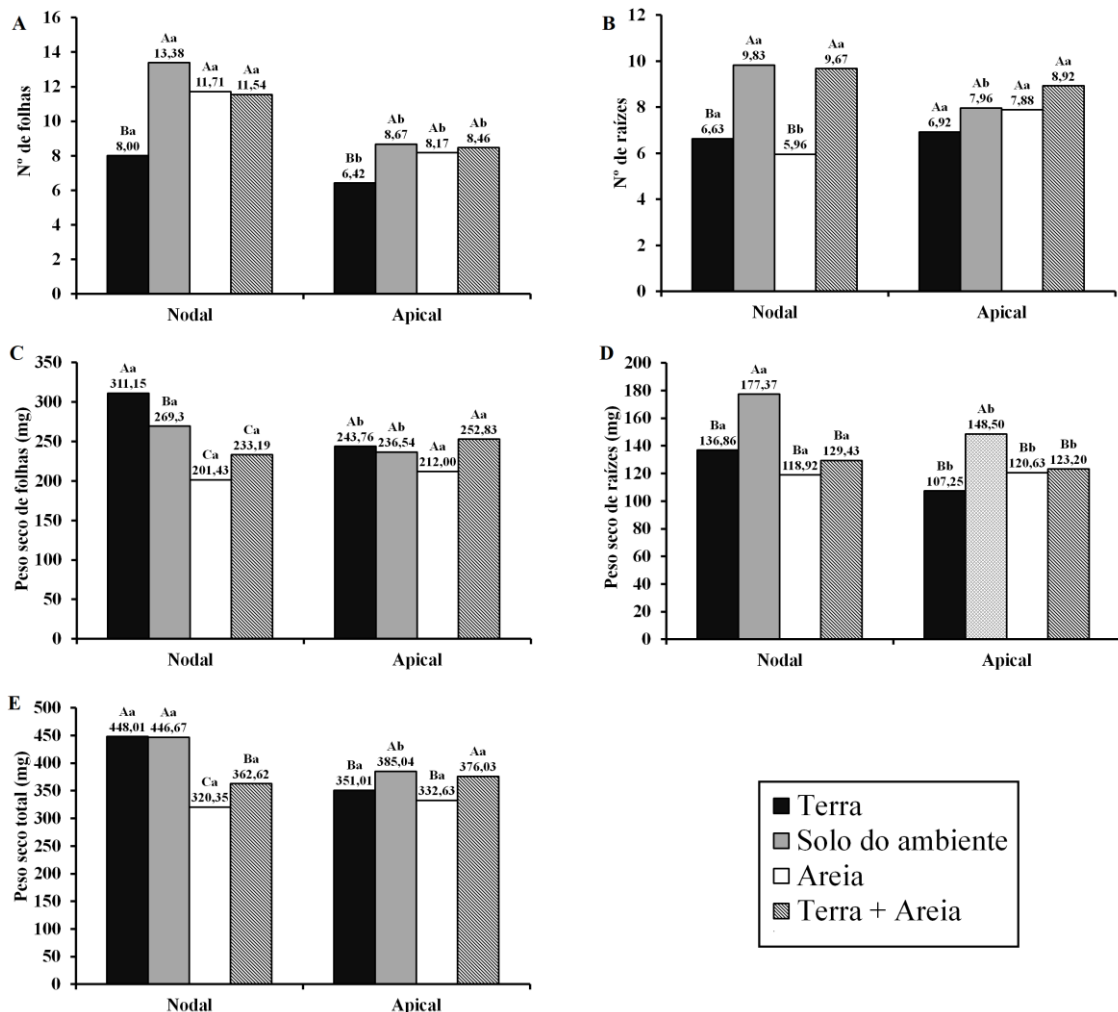 A
Nº de folhas
16
14
12
10
8
6
4
2
0
Ba
8,00
Aa
13,38
Aa
11,71
Aa
11,54
Bb
6,42
Ab
8,67
Ab
8,17
Ab
8,46
Nodal
Apical
B
Nº de raízes
12
10
8
6
4
2
0
Ba
6,63
Aa
9,83
Bb
5,96
Aa
9,67
Aa
6,92
Ab
7,96
Aa
7,88
Aa
8,92
Nodal
Apical
C
Peso seco de folhas (mg)
350
300
250
200
150
100
50
0
Aa
311,15
Ba
269,3
Ca
201,43
Ca
233,19
Ab
243,76
Ab
236,54
Aa
212,00
Aa
252,83
Nodal
Apical
D
Peso seco de raízes (mg)
200
180
160
140
120
100
80
60
40
20
0
Ba
136,86
Aa
177,37
Ba
118,92
Ba
129,43
Bb
107,25
Ab
148,50
Bb
120,63
Bb
123,20
Nodal
Apical
E
Peso seco total (mg)
500
450
400
350
300
250
200
150
100
50
0
Aa
448,01
Aa
446,67
Ca
320,35
Ba
362,62
Ba
351,01
Ab
385,04
Ba
332,63
Aa
376,03
Nodal
Apical
Terra
Solo do ambiente
Areia
Terra + Areia